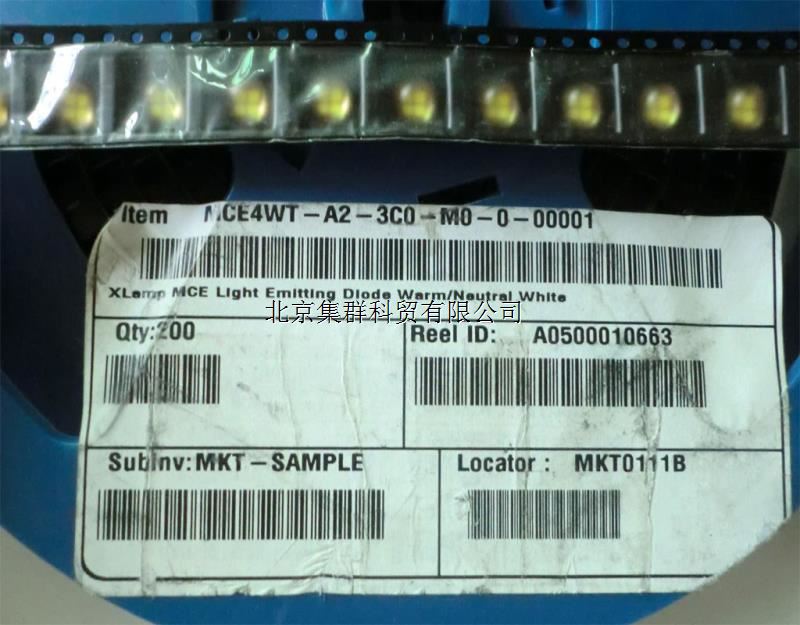 Item MCE4WT-A2-3C0-M0-0-00001
XLamp MCE Light Emitting Diode Warm/Neutral White
北京集群科贸有限公司
Qty:200
Reel ID: A0500010663
SubInv:MKT-SAMPLE
Locator : MKT0111B